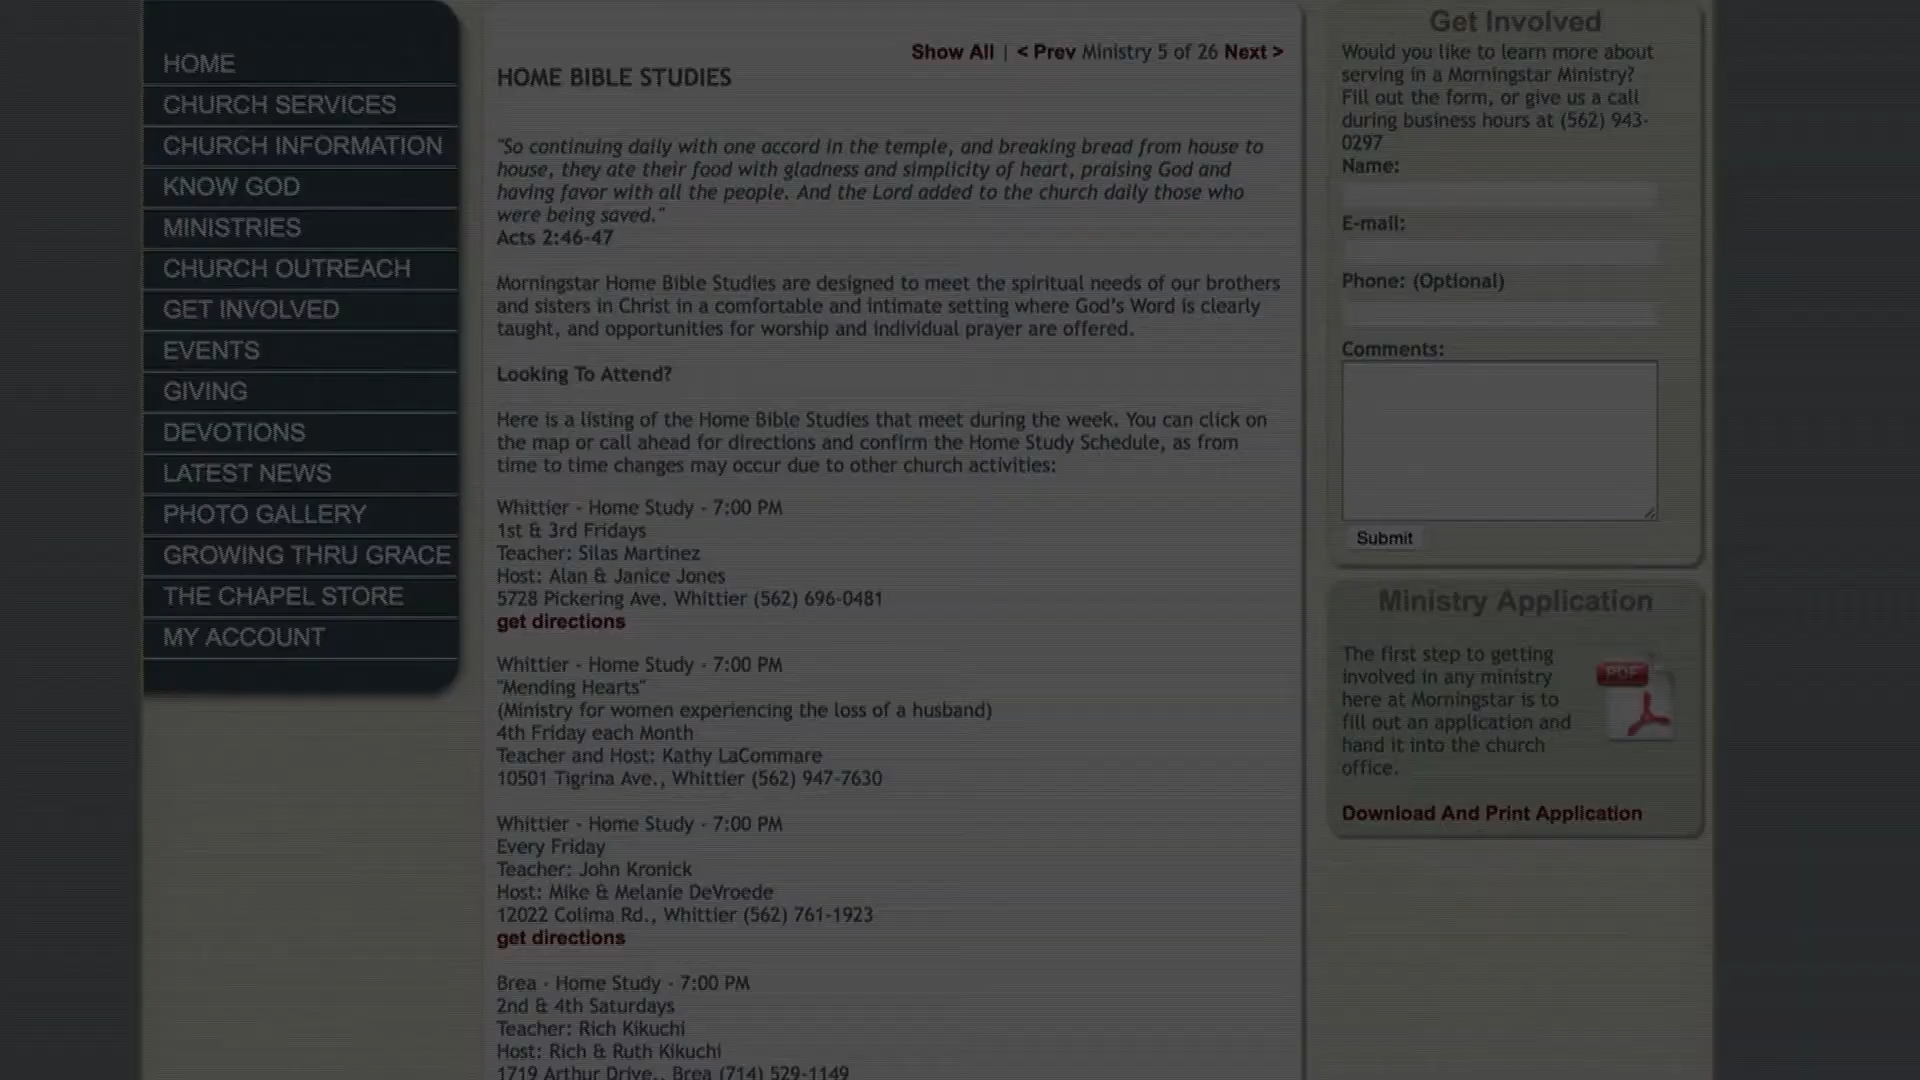 HOME
CHURCH SERVICES
CHURCH INFORMATION
KNOW GOD
MINISTRIES
CHURCH OUTREACH
GET INVOLVED
EVENTS
GIVING
DEVOTIONS
LATEST NEWS
PHOTO GALLERY
GROWING THRU GRACE
THE CHAPEL STORE
MY ACCOUNT
Show All | < Prev Ministry 5 of 26 Next >
HOME BIBLE STUDIES
"So continuing daily with one accord in the temple, and breaking bread from house to
house, they ate their food with gladness and simplicity of heart, praising God and
having favor with all the people. And the Lord added to the church daily those who
were being saved."
Acts 2:46-47
Morningstar Home Bible Studies are designed to meet the spiritual needs of our brothers
and sisters in Christ in a comfortable and intimate setting where God's Word is clearly
taught, and opportunities for worship and individual prayer are offered.
Looking To Attend?
Here is a listing of the Home Bible Studies that meet during the week. You can click on
the map or call ahead for directions and confirm the Home Study Schedule, as from
time to time changes may occur due to other church activities:
Whittier - Home Study - 7:00 PM
1st & 3rd Fridays
Teacher: Silas Martinez
Host: Alan & Janice Jones
5728 Pickering Ave. Whittier (562) 696-0481
get directions
Whittier - Home Study - 7:00 PM
"Mending Hearts"
(Ministry for women experiencing the loss of a husband)
4th Friday each Month
Teacher and Host: Kathy LaCommare
10501 Tigrina Ave., Whittier (562) 947-7630
Whittier - Home Study - 7:00 PM
Every Friday
Teacher: John Kronick
Host: Mike & Melanie DeVroede
12022 Colima Rd., Whittier (562) 761-1923
get directions
Brea - Home Study - 7:00 PM
2nd & 4th Saturdays
Teacher: Rich Kikuchi
Host: Rich & Ruth Kikuchi
1719 Arthur Drive., Brea (714) 529-1149
Get Involved
Would you like to learn more about
serving in a Morningstar Ministry?
Fill out the form, or give us a call
during business hours at (562) 943-
0297
Name:
E-mail:
Phone: (Optional)
Comments:
Submit
Ministry Application
The first step to getting
involved in any ministry
here at Morningstar is to
fill out an application and
hand it into the church
office.
PDF
Download And Print Application